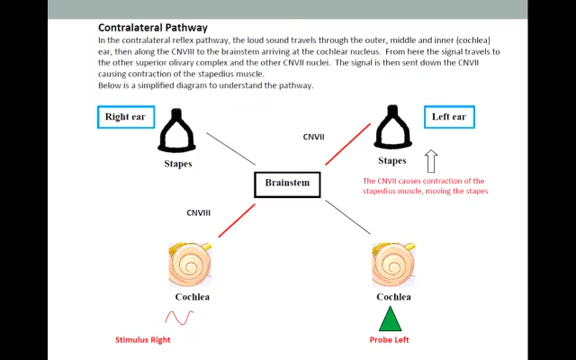 Contralateral Pathway
In the contralateral reflex pathway, the loud sound travels through the outer, middle and inner (cochlea)
ear, then along the CNVIII to the brainstem arriving at the cochlear nucleus. From here the signal travels to
the other superior olivary complex and the other CNVII nuclei. The signal is then sent down the CNVII
causing contraction of the stapedius muscle.
Below is a simplified diagram to understand the pathway.
Right ear
Left ear
CNVII
Stapes
Stapes
Brainstem
The CNVII causes contraction of the
stapedius muscle, moving the stapes
CNVIII
Cochlea
Cochlea
Stimulus Right
Probe Left